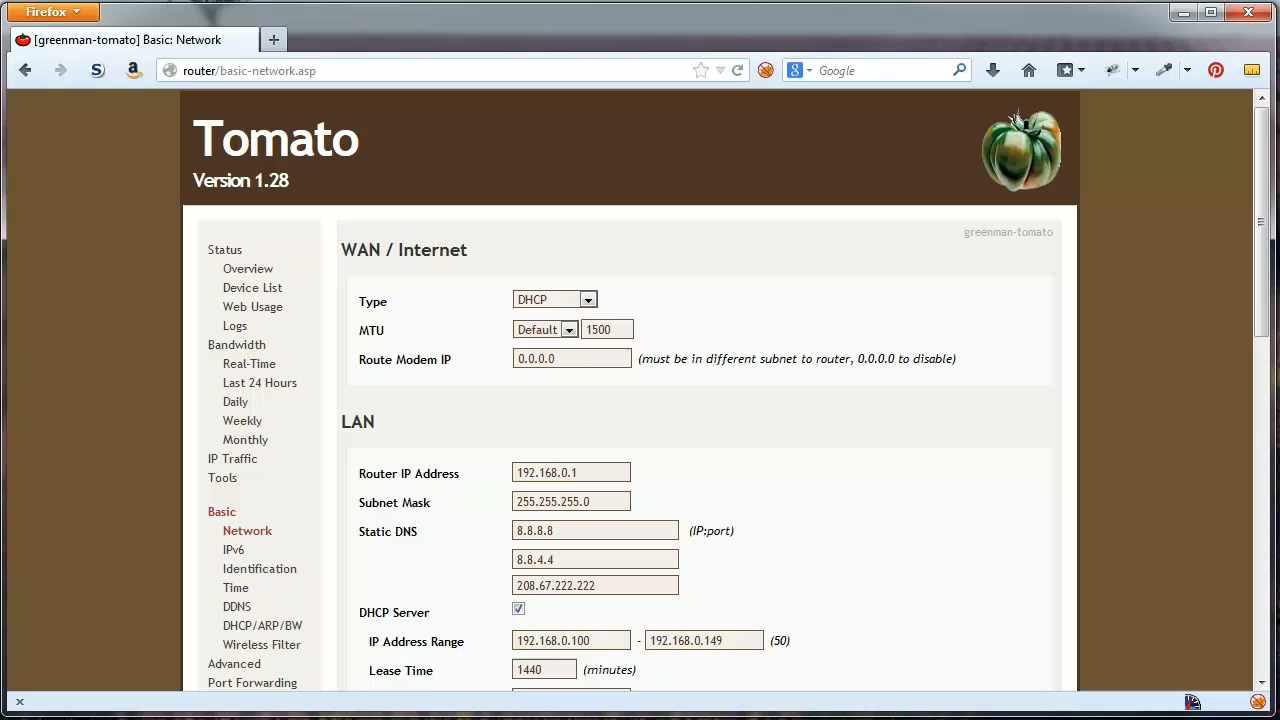 Firefox
[greenman-tomato] Basic: Network
router/basic-network.asp
Google
Tomato
Version 1.28
greenman-tomato
Status
Overview
Device List
Web Usage
Logs
Bandwidth
Real-Time
Last 24 Hours
Daily
Weekly
Monthly
IP Traffic
Tools
Basic
Network
IPv6
Identification
Time
DDNS
DHCP/ARP/BW
Wireless Filter
Advanced
Port Forwarding
WAN / Internet
Type DHCP
MTU Default 1500
Route Modem IP 0.0.0.0 (must be in different subnet to router, 0.0.0.0 to disable)
LAN
Router IP Address 192.168.0.1
Subnet Mask 255.255.255.0
Static DNS 8.8.8.8 (IP:port)
8.8.4.4
208.67.222.222
DHCP Server
IP Address Range 192.168.0.100 - 192.168.0.149 (50)
Lease Time 1440 (minutes)